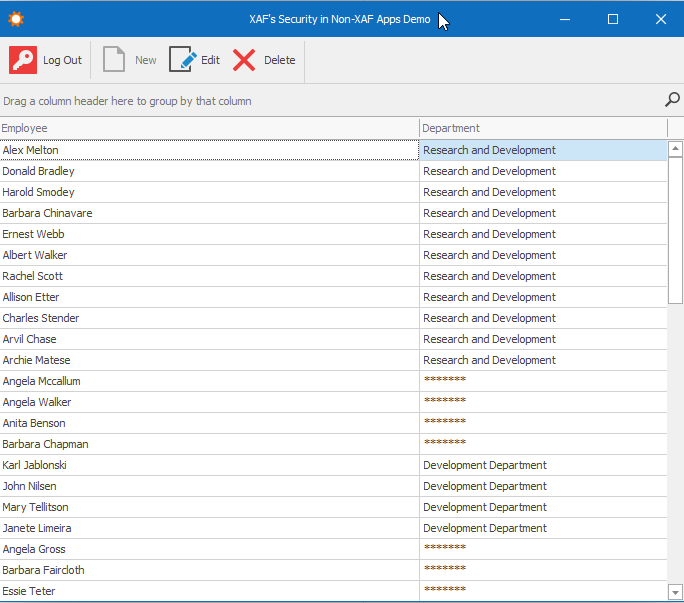 XAF's Security in Non-XAF Apps Demo
Log Out New Edit Delete
Drag a column header here to group by that column
Employee Department
Alex Melton Research and Development
Donald Bradley Research and Development
Harold Smodey Research and Development
Barbara Chinavare Research and Development
Ernest Webb Research and Development
Albert Walker Research and Development
Rachel Scott Research and Development
Allison Etter Research and Development
Charles Stender Research and Development
Arvil Chase Research and Development
Archie Matese Research and Development
Angela Mccallum *******
Angela Walker *******
Anita Benson *******
Barbara Chapman *******
Karl Jablonski Development Department
John Nilsen Development Department
Mary Tellitson Development Department
Janete Limeira Development Department
Angela Gross *******
Barbara Faircloth *******
Essie Teter *******